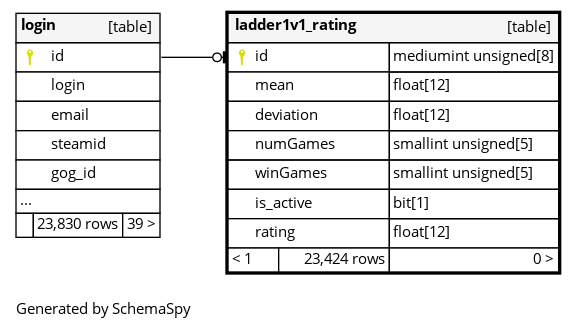 login [table]
id
login
email
steamid
gog_id
...
23,830 rows 39 >
ladder1v1_rating [table]
id mediumint unsigned[8]
mean float[12]
deviation float[12]
numGames smallint unsigned[5]
winGames smallint unsigned[5]
is_active bit[1]
rating float[12]
< 1 23,424 rows 0 >
Generated by SchemaSpy